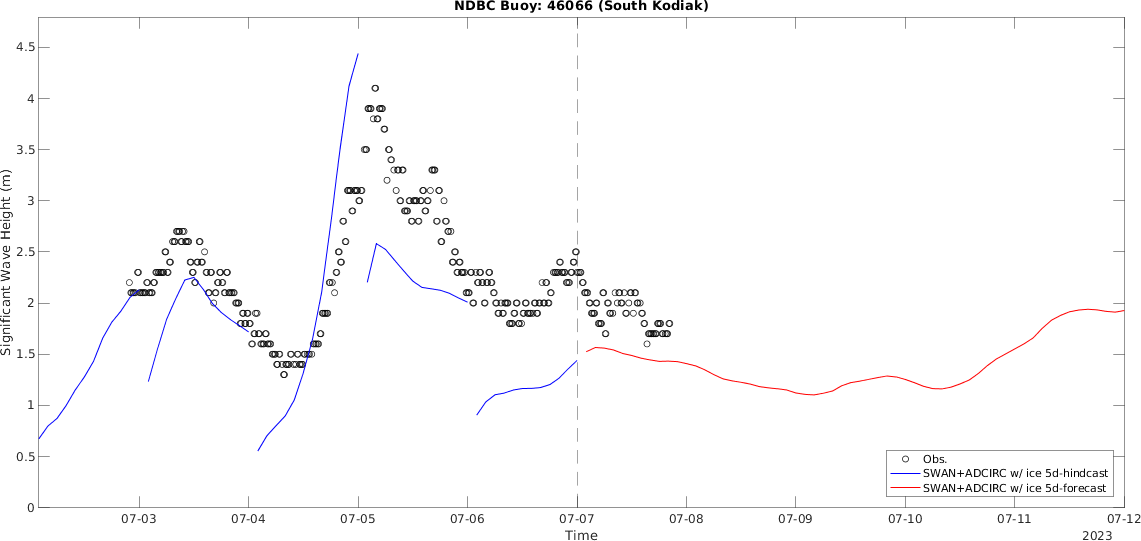 NDBC Buoy: 46066 (South Kodiak)
4.5
4
3.5
3
2.5
2
1.5
1
0.5
0
Significant Wave Height (m)
07-03 07-04 07-05 07-06 07-07 07-08 07-09 07-10 07-11 07-12
Time
2023
Obs.
SWAN+ADCIRC w/ ice 5d-hindcast
SWAN+ADCIRC w/ ice 5d-forecast